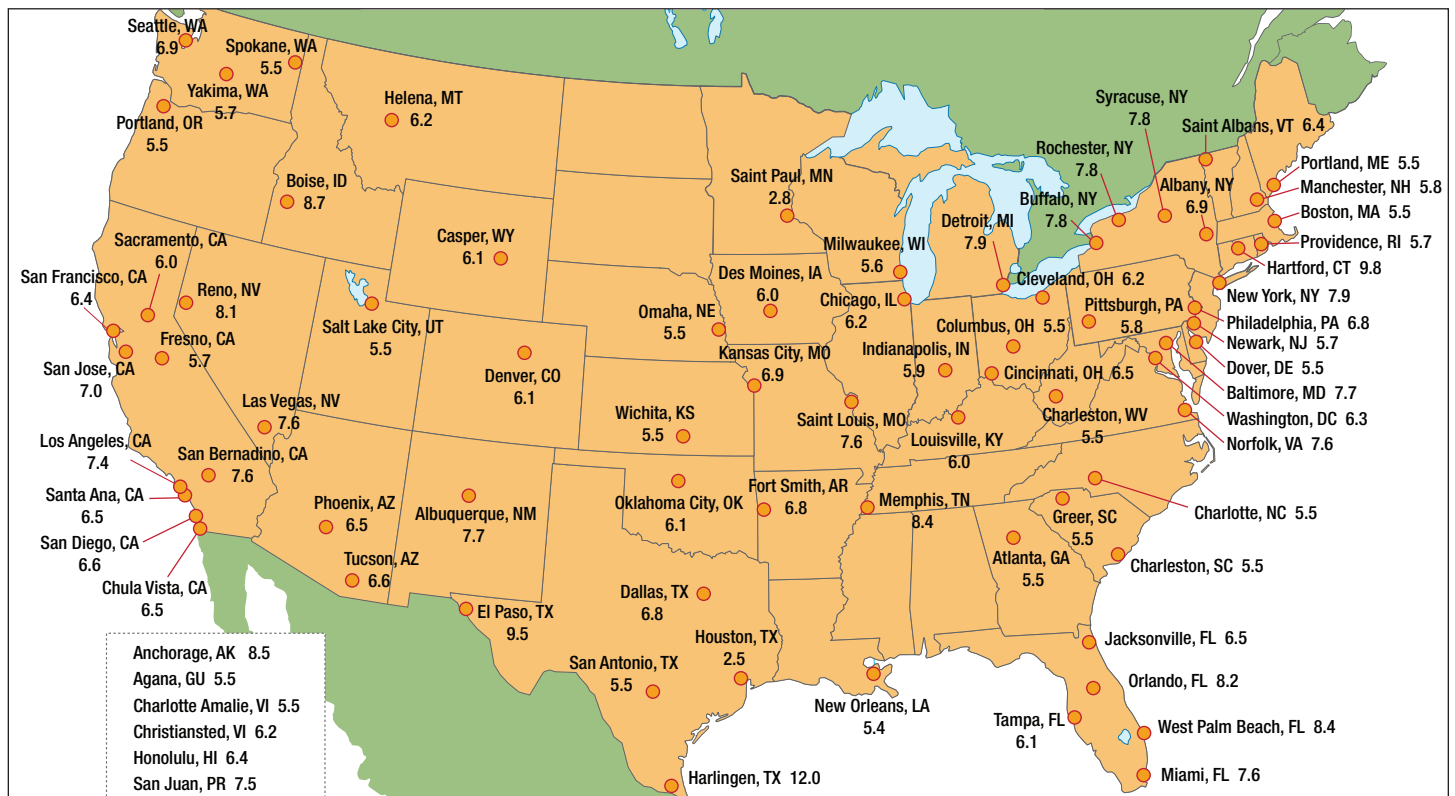 Seattle, WA
6.9
Spokane, WA
5.5
Yakima, WA
5.7
Portland, OR
5.5
Helena, MT
6.2
Boise, ID
8.7
Casper, WY
6.1
Sacramento, CA
6.0
San Francisco, CA
6.4
Reno, NV
8.1
Fresno, CA
5.7
San Jose, CA
7.0
Salt Lake City, UT
5.5
Denver, CO
6.1
Las Vegas, NV
7.6
Los Angeles, CA
7.4
San Bernadino, CA
7.6
Santa Ana, CA
6.5
San Diego, CA
6.6
Chula Vista, CA
6.5
Phoenix, AZ
6.5
Tucson, AZ
6.6
Albuquerque, NM
7.7
El Paso, TX
9.5
Saint Paul, MN
2.8
Milwaukee, WI
5.6
Des Moines, IA
6.0
Omaha, NE
5.5
Chicago, IL
6.2
Kansas City, MO
6.9
Wichita, KS
5.5
Saint Louis, MO
7.6
Oklahoma City, OK
6.1
Fort Smith, AR
6.8
Memphis, TN
8.4
Dallas, TX
6.8
Houston, TX
2.5
San Antonio, TX
5.5
Harlingen, TX 12.0
New Orleans, LA
5.4
Detroit, MI
7.9
Indianapolis, IN
5.9
Columbus, OH 5.5
Cleveland, OH 6.2
Cincinnati, OH 6.5
Louisville, KY
6.0
Charleston, WV
5.5
Pittsburgh, PA
5.8
Buffalo, NY
7.8
Rochester, NY
7.8
Syracuse, NY
7.8
Albany, NY
6.9
Saint Albans, VT 6.4
Portland, ME 5.5
Manchester, NH 5.8
Boston, MA 5.5
Providence, RI 5.7
Hartford, CT 9.8
New York, NY 7.9
Philadelphia, PA 6.8
Newark, NJ 5.7
Dover, DE 5.5
Baltimore, MD 7.7
Washington, DC 6.3
Norfolk, VA 7.6
Charlotte, NC 5.5
Greer, SC
5.5
Charleston, SC 5.5
Atlanta, GA
5.5
Jacksonville, FL 6.5
Orlando, FL 8.2
Tampa, FL
6.1
West Palm Beach, FL 8.4
Miami, FL 7.6
Anchorage, AK 8.5
Agana, GU 5.5
Charlotte Amalie, VI 5.5
Christiansted, VI 6.2
Honolulu, HI 6.4
San Juan, PR 7.5